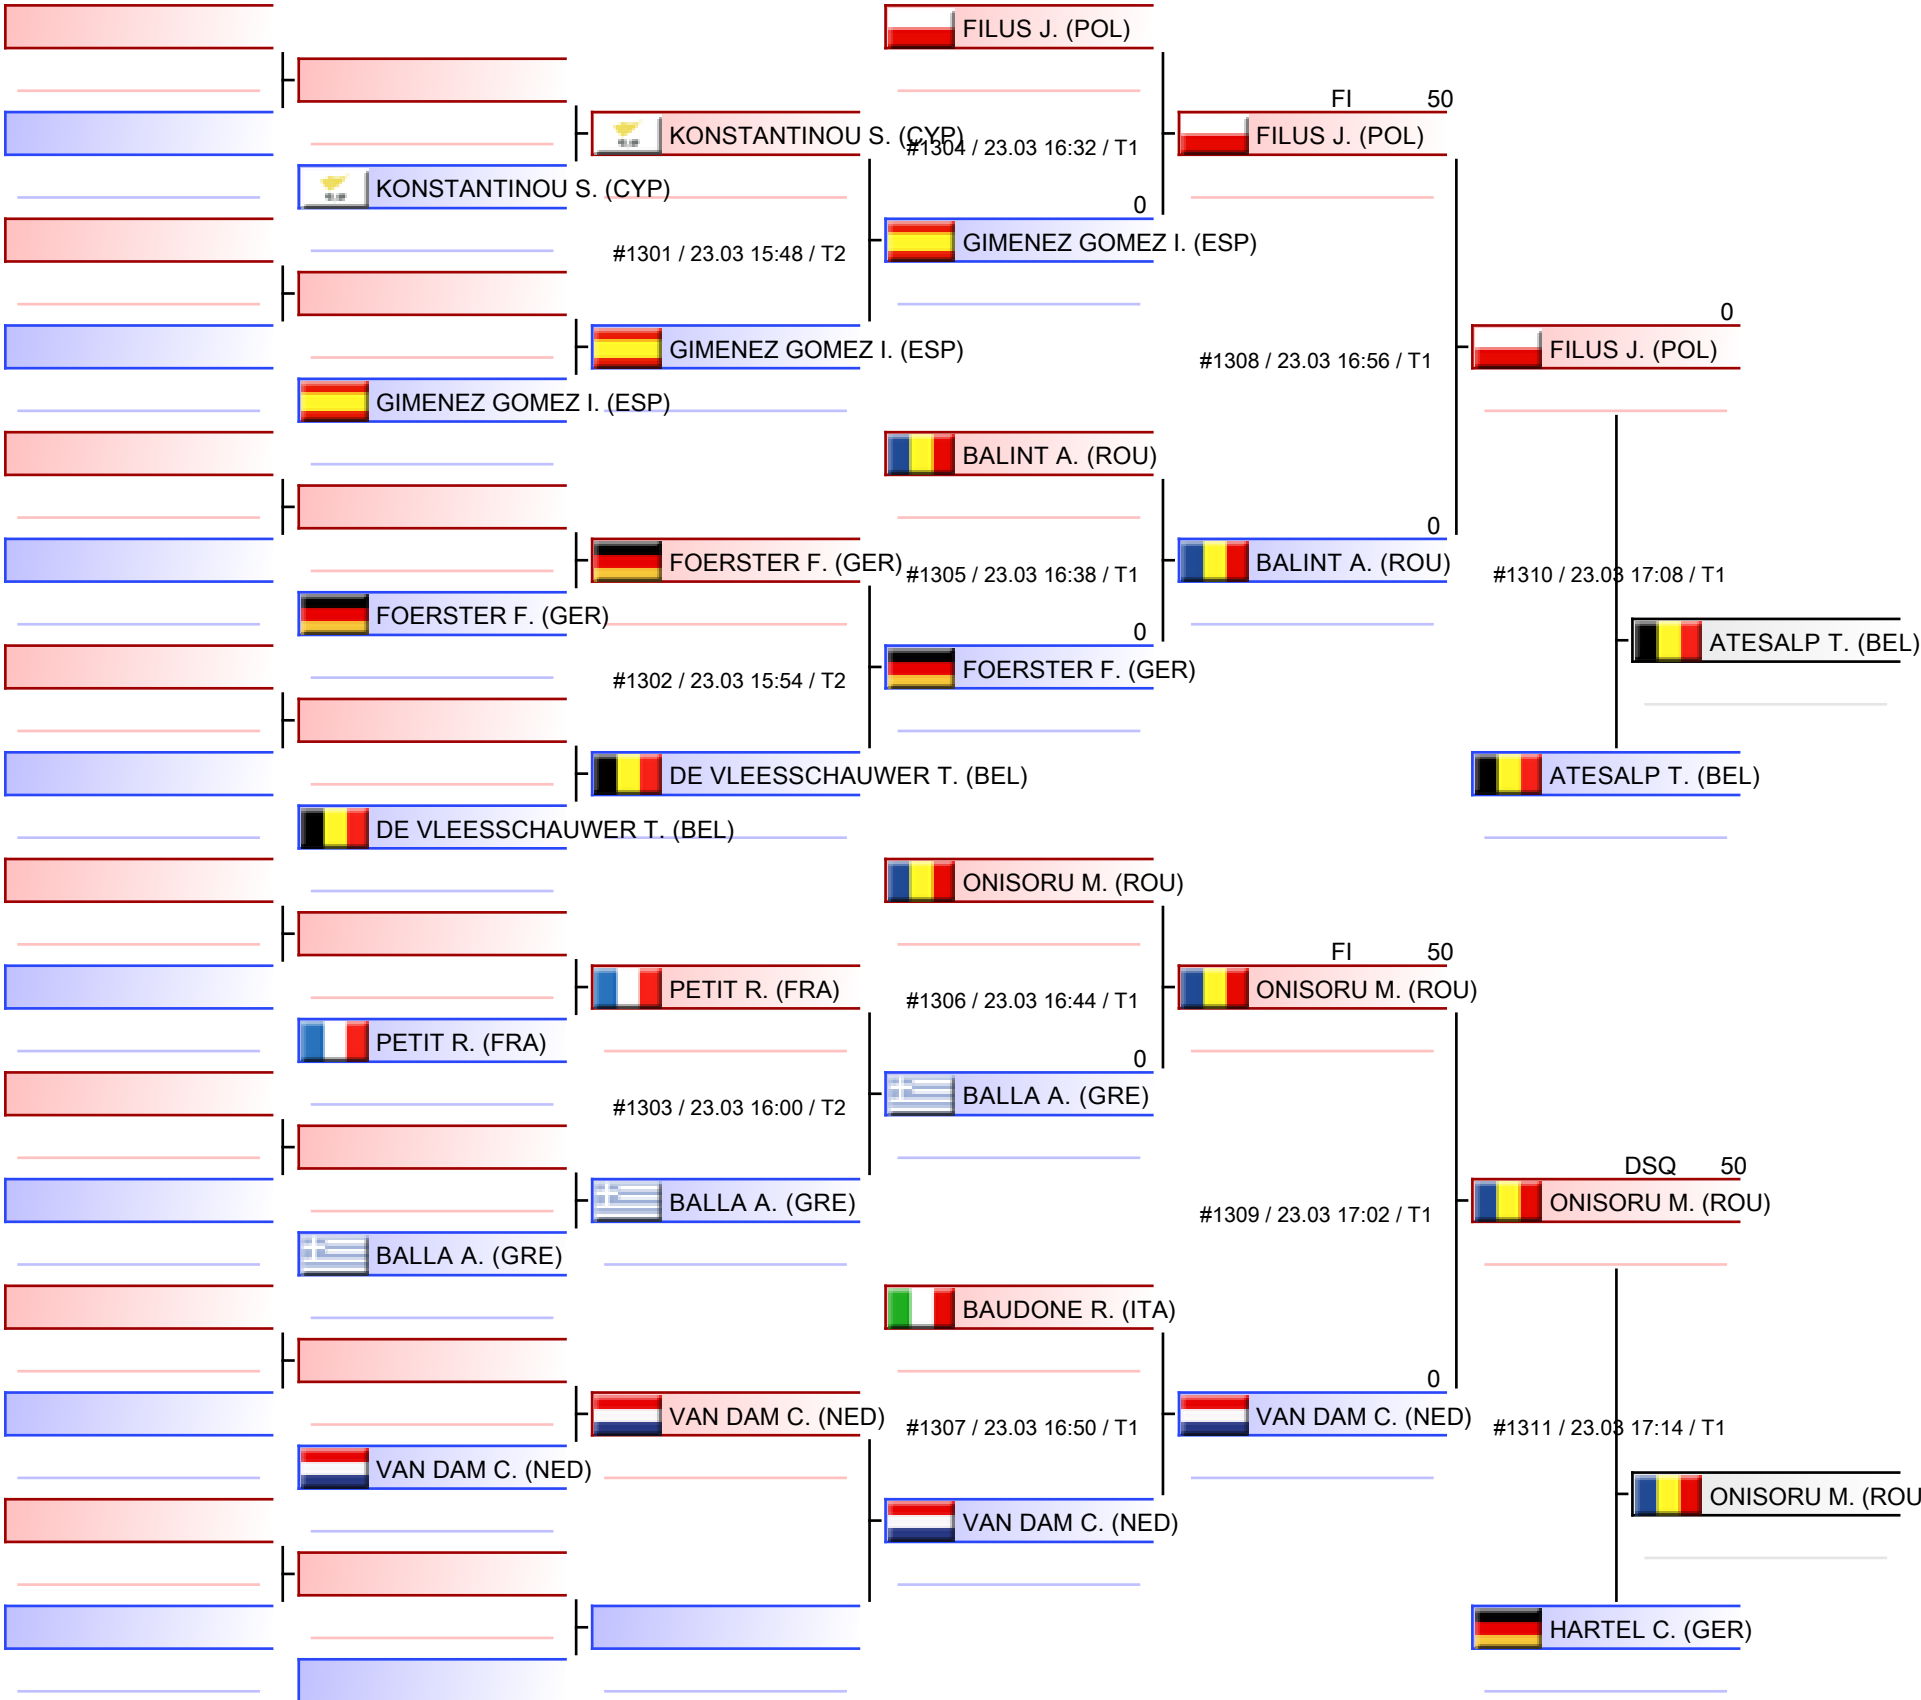 FILUS J. (POL)
FI 50
KONSTANTINOU S. (CYP)
#1304 / 23.03 16:32 / T1
FILUS J. (POL)
KONSTANTINOU S. (CYP)
0
#1301 / 23.03 15:48 / T2
GIMENEZ GOMEZ I. (ESP)
0
GIMENEZ GOMEZ I. (ESP)
#1308 / 23.03 16:56 / T1
FILUS J. (POL)
GIMENEZ GOMEZ I. (ESP)
BALINT A. (ROU)
0
FOERSTER F. (GER)
#1305 / 23.03 16:38 / T1
BALINT A. (ROU)
#1310 / 23.03 17:08 / T1
FOERSTER F. (GER)
0
ATESALP T. (BEL)
#1302 / 23.03 15:54 / T2
FOERSTER F. (GER)
DE VLEESSCHAUWER T. (BEL)
ATESALP T. (BEL)
DE VLEESSCHAUWER T. (BEL)
ONISORU M. (ROU)
FI 50
PETIT R. (FRA)
#1306 / 23.03 16:44 / T1
ONISORU M. (ROU)
PETIT R. (FRA)
0
#1303 / 23.03 16:00 / T2
BALLA A. (GRE)
DSQ 50
BALLA A. (GRE)
#1309 / 23.03 17:02 / T1
ONISORU M. (ROU)
BALLA A. (GRE)
BAUDONE R. (ITA)
0
VAN DAM C. (NED)
#1307 / 23.03 16:50 / T1
VAN DAM C. (NED)
#1311 / 23.03 17:14 / T1
VAN DAM C. (NED)
ONISORU M. (ROU
VAN DAM C. (NED)
HARTEL C. (GER)